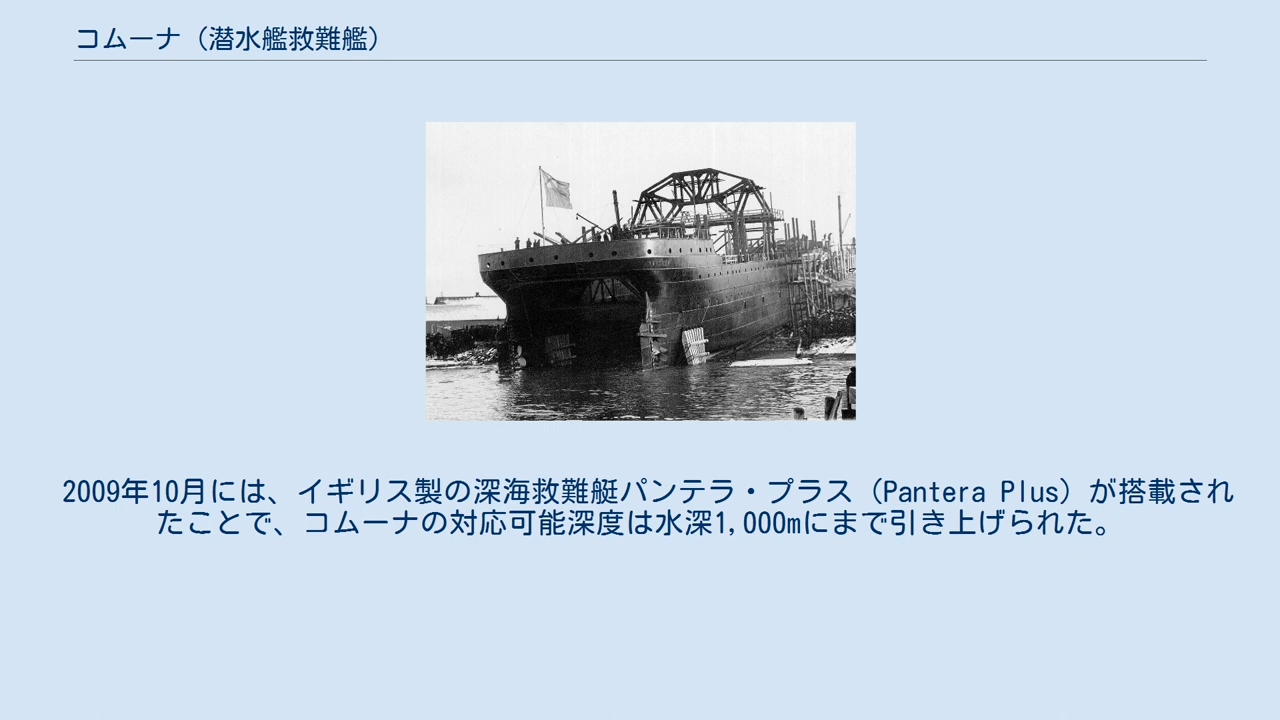 コムーナ（潜水艦救難艦）
2009年10月には、イギリス製の深海救難艇パンテラ・プラス（Pantera Plus）が搭載され
たことで、コムーナの対応可能深度は水深1,000mにまで引き上げられた。